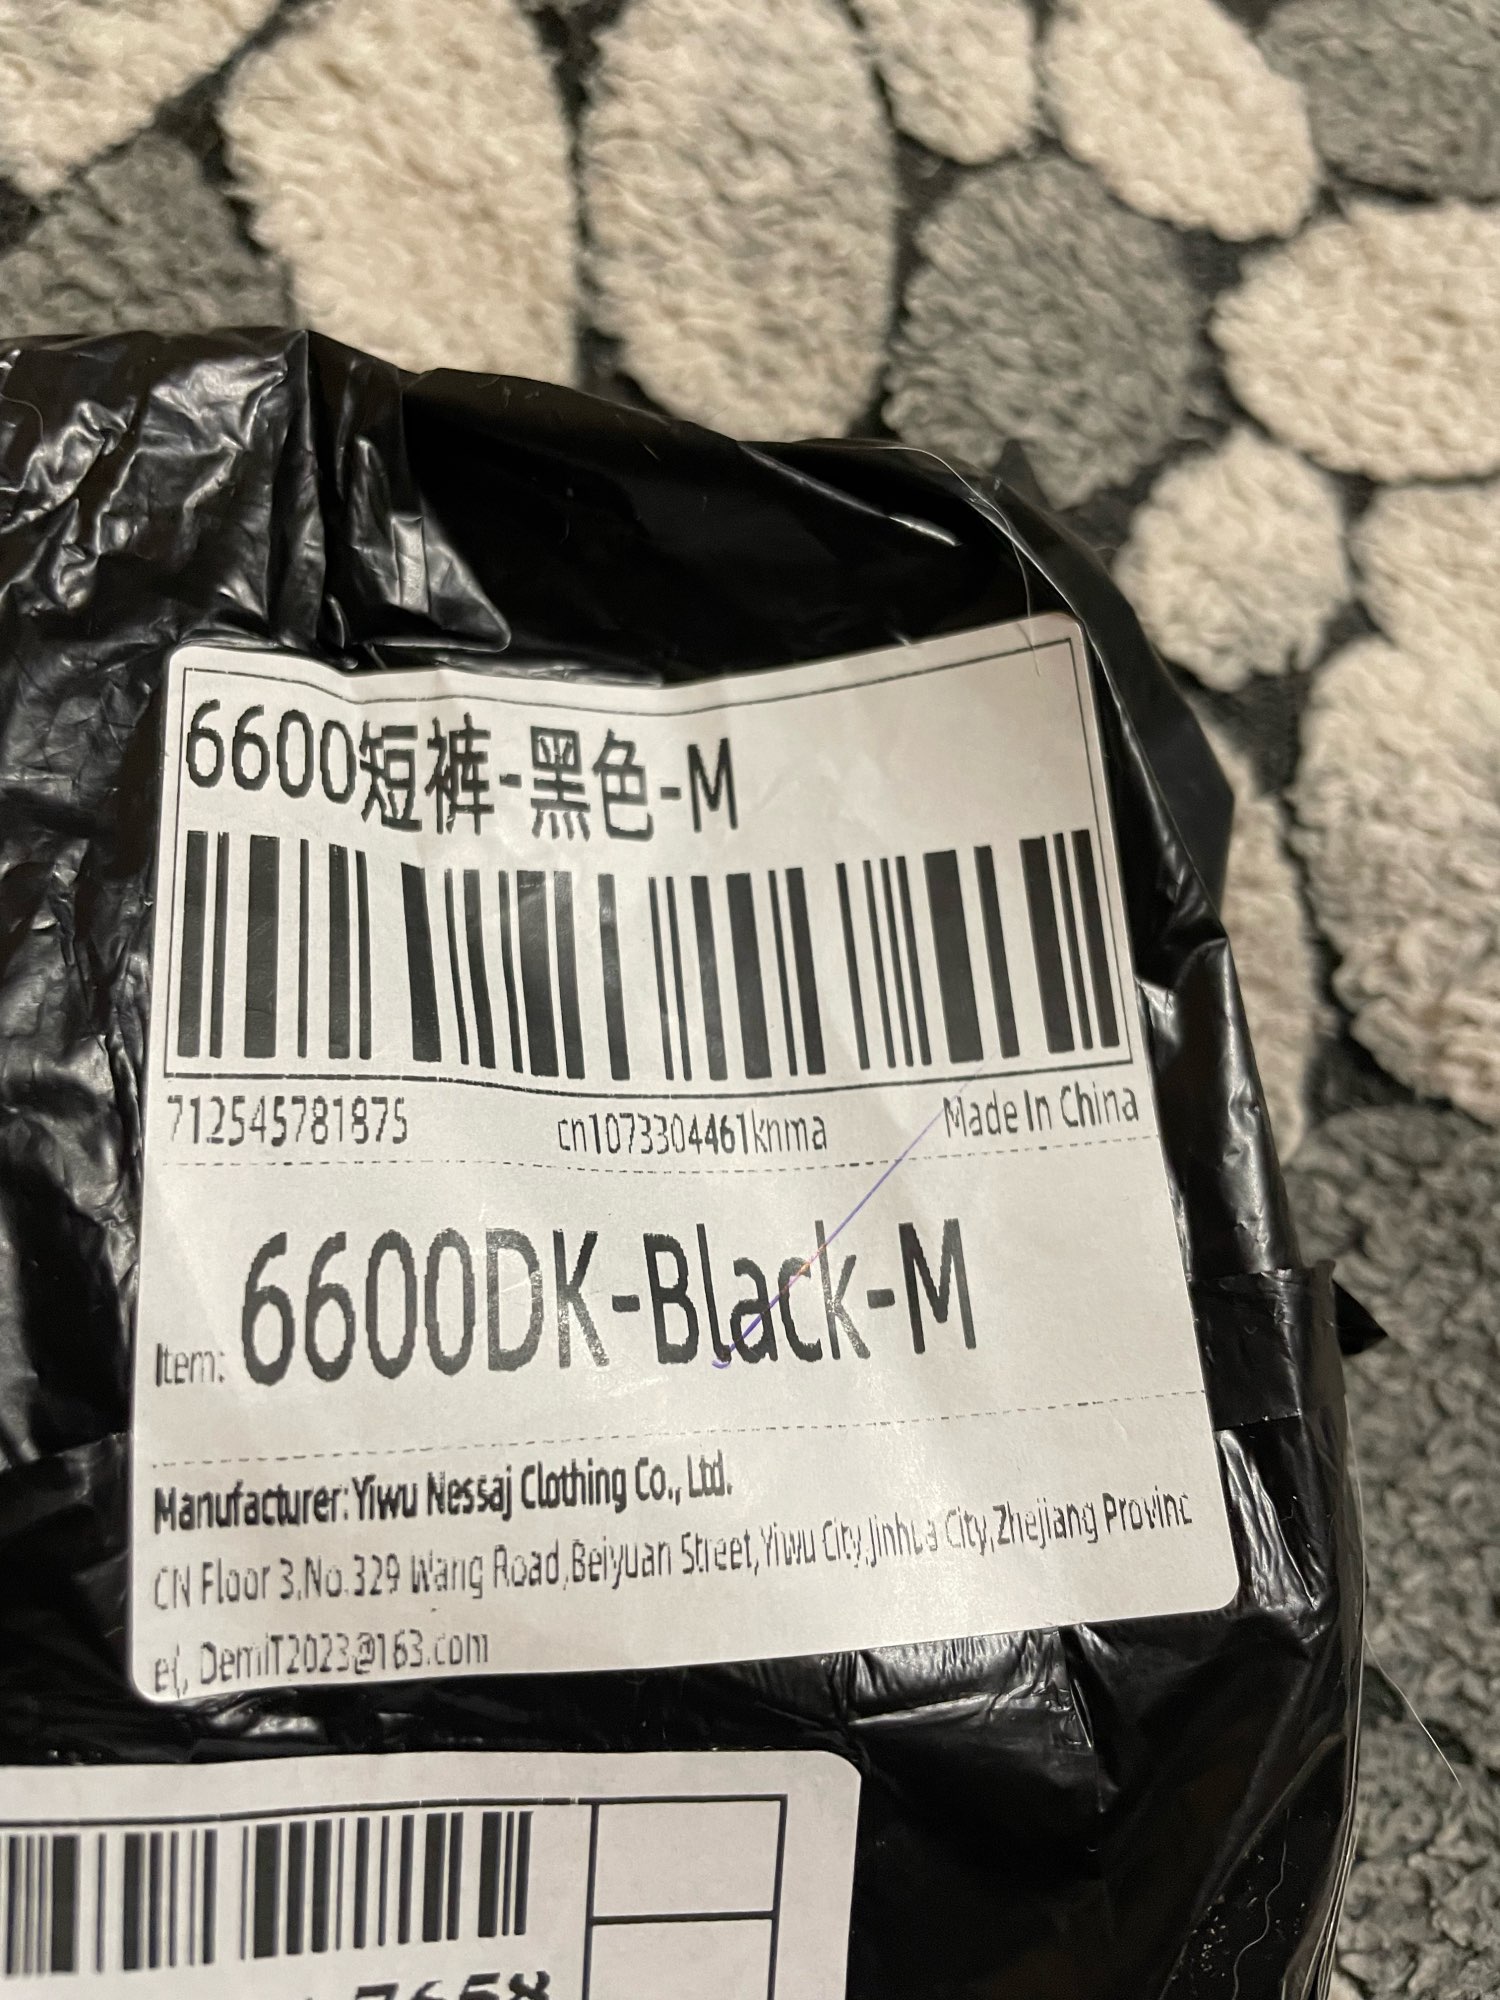 6600短裤-黑色-M
712545781875 cn1073304461knma Made In China
Item: 6600DK-Black-M
Manufacturer:Yiwu Nessaj Clothing Co., Ltd.
CN Floor 3,No.329 Wang Road,Beiyuan Street,Yiwu City,Jinhua City,Zhejiang Provinc
e(, DemiT2023@163.com
7658